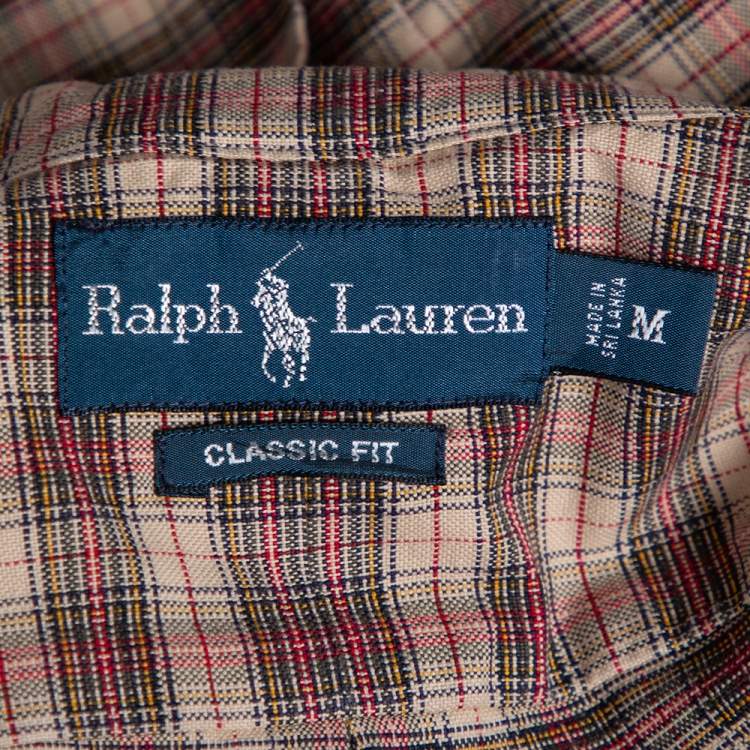 Ralph Lauren
MADE IN
SRI LANKA
M
CLASSIC FIT